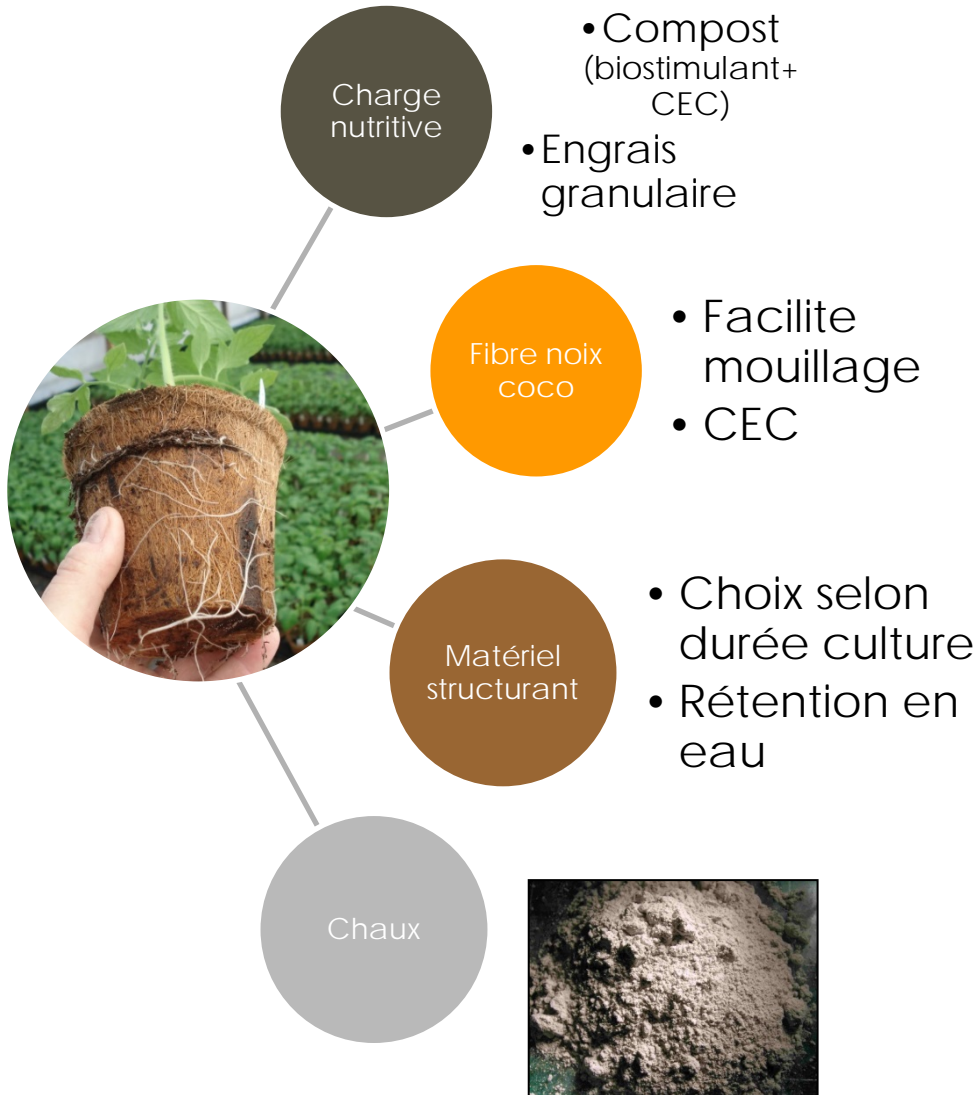 Charge
nutritive
• Compost
(biostimulant+
CEC)
• Engrais
granulaire
Fibre noix
coco
• Facilite
mouillage
• CEC
Matériel
structurant
• Choix selon
durée culture
• Rétention en
eau
Chaux